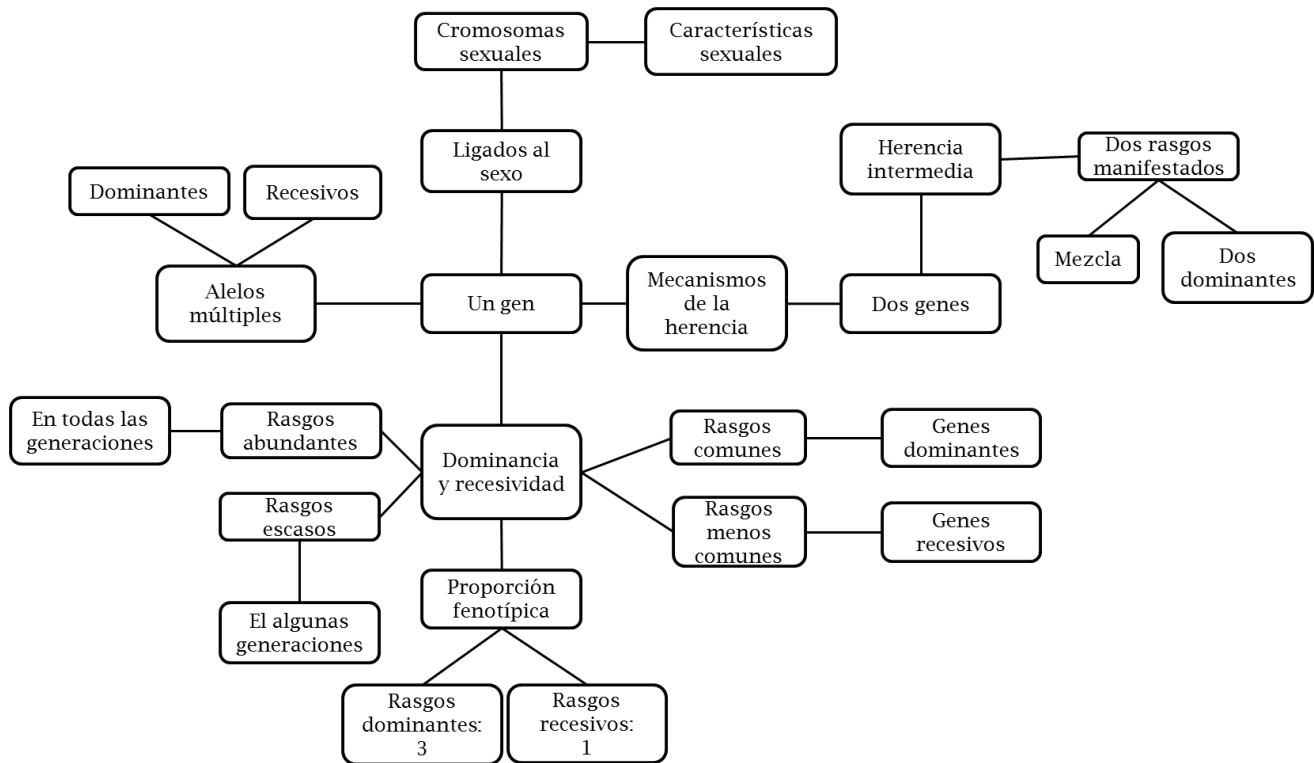 Cromosomas
sexuales
Características
sexuales
Ligados al
sexo
Herencia
intermedia
Dos rasgos
manifestados
Dominantes
Recesivos
Mezcla
Dos
dominantes
Alelos
múltiples
Un gen
Mecanismos
de la
herencia
Dos genes
En todas las
generaciones
Rasgos
abundantes
Dominancia
y recesividad
Rasgos
comunes
Genes
dominantes
Rasgos
escasos
Rasgos
menos
comunes
Genes
recesivos
El algunas
generaciones
Proporción
fenotípica
Rasgos
dominantes:
3
Rasgos
recesivos:
1